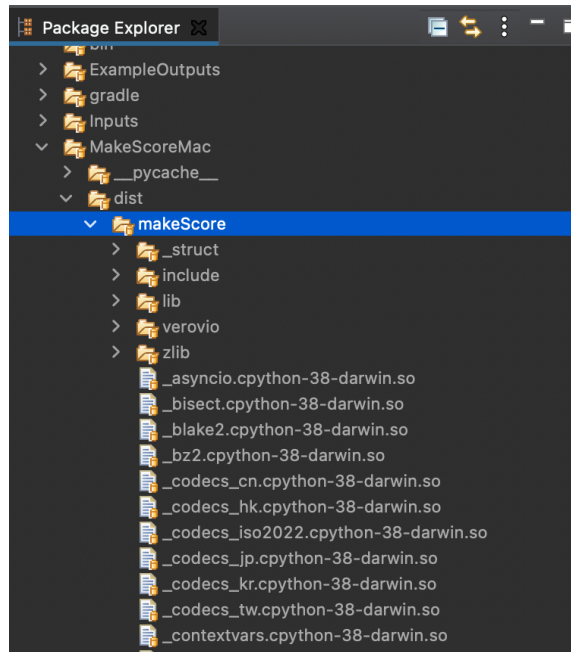 Package Explorer
bin
ExampleOutputs
gradle
Inputs
MakeScoreMac
__pycache__
dist
makeScore
_struct
include
lib
verovio
zlib
_asyncio.cpython-38-darwin.so
_bisect.cpython-38-darwin.so
_blake2.cpython-38-darwin.so
_bz2.cpython-38-darwin.so
_codecs_cn.cpython-38-darwin.so
_codecs_hk.cpython-38-darwin.so
_codecs_iso2022.cpython-38-darwin.so
_codecs_jp.cpython-38-darwin.so
_codecs_kr.cpython-38-darwin.so
_codecs_tw.cpython-38-darwin.so
_contextvars.cpython-38-darwin.so